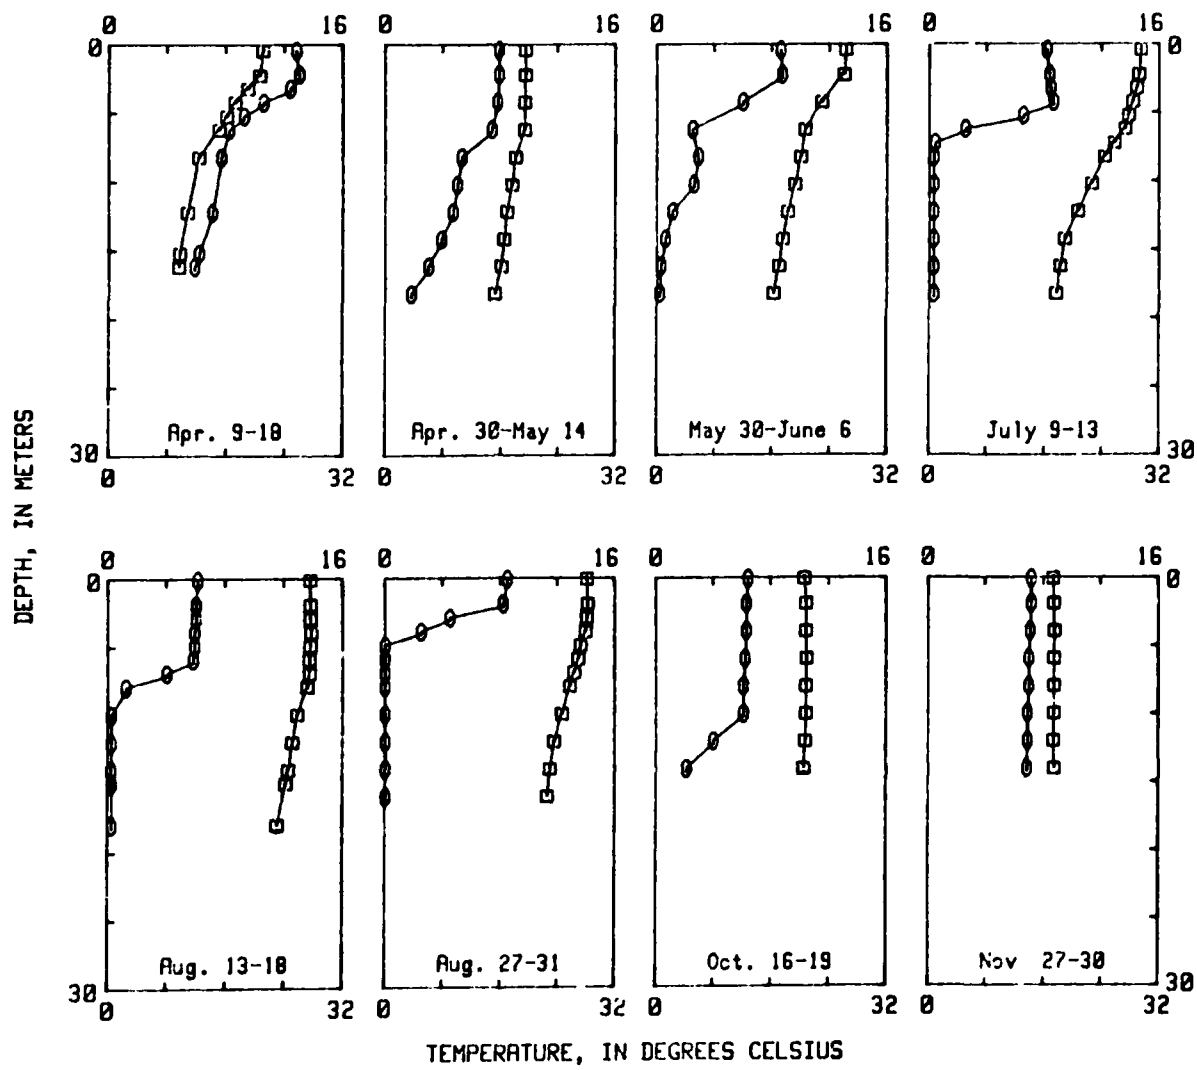 0 16 0 16 0 16 0 16
0 0
DEPTH, IN METERS
Apr. 9-18 Apr. 30-May 14 May 30-June 6 July 9-13
30 30
0 32 0 32 0 32 0 32
0 16 0 16 0 16 0 16
0 0
Aug. 13-18 Aug. 27-31 Oct. 16-19 Nov 27-30
30 30
0 32 0 32 0 32 0 32
TEMPERATURE, IN DEGREES CELSIUS